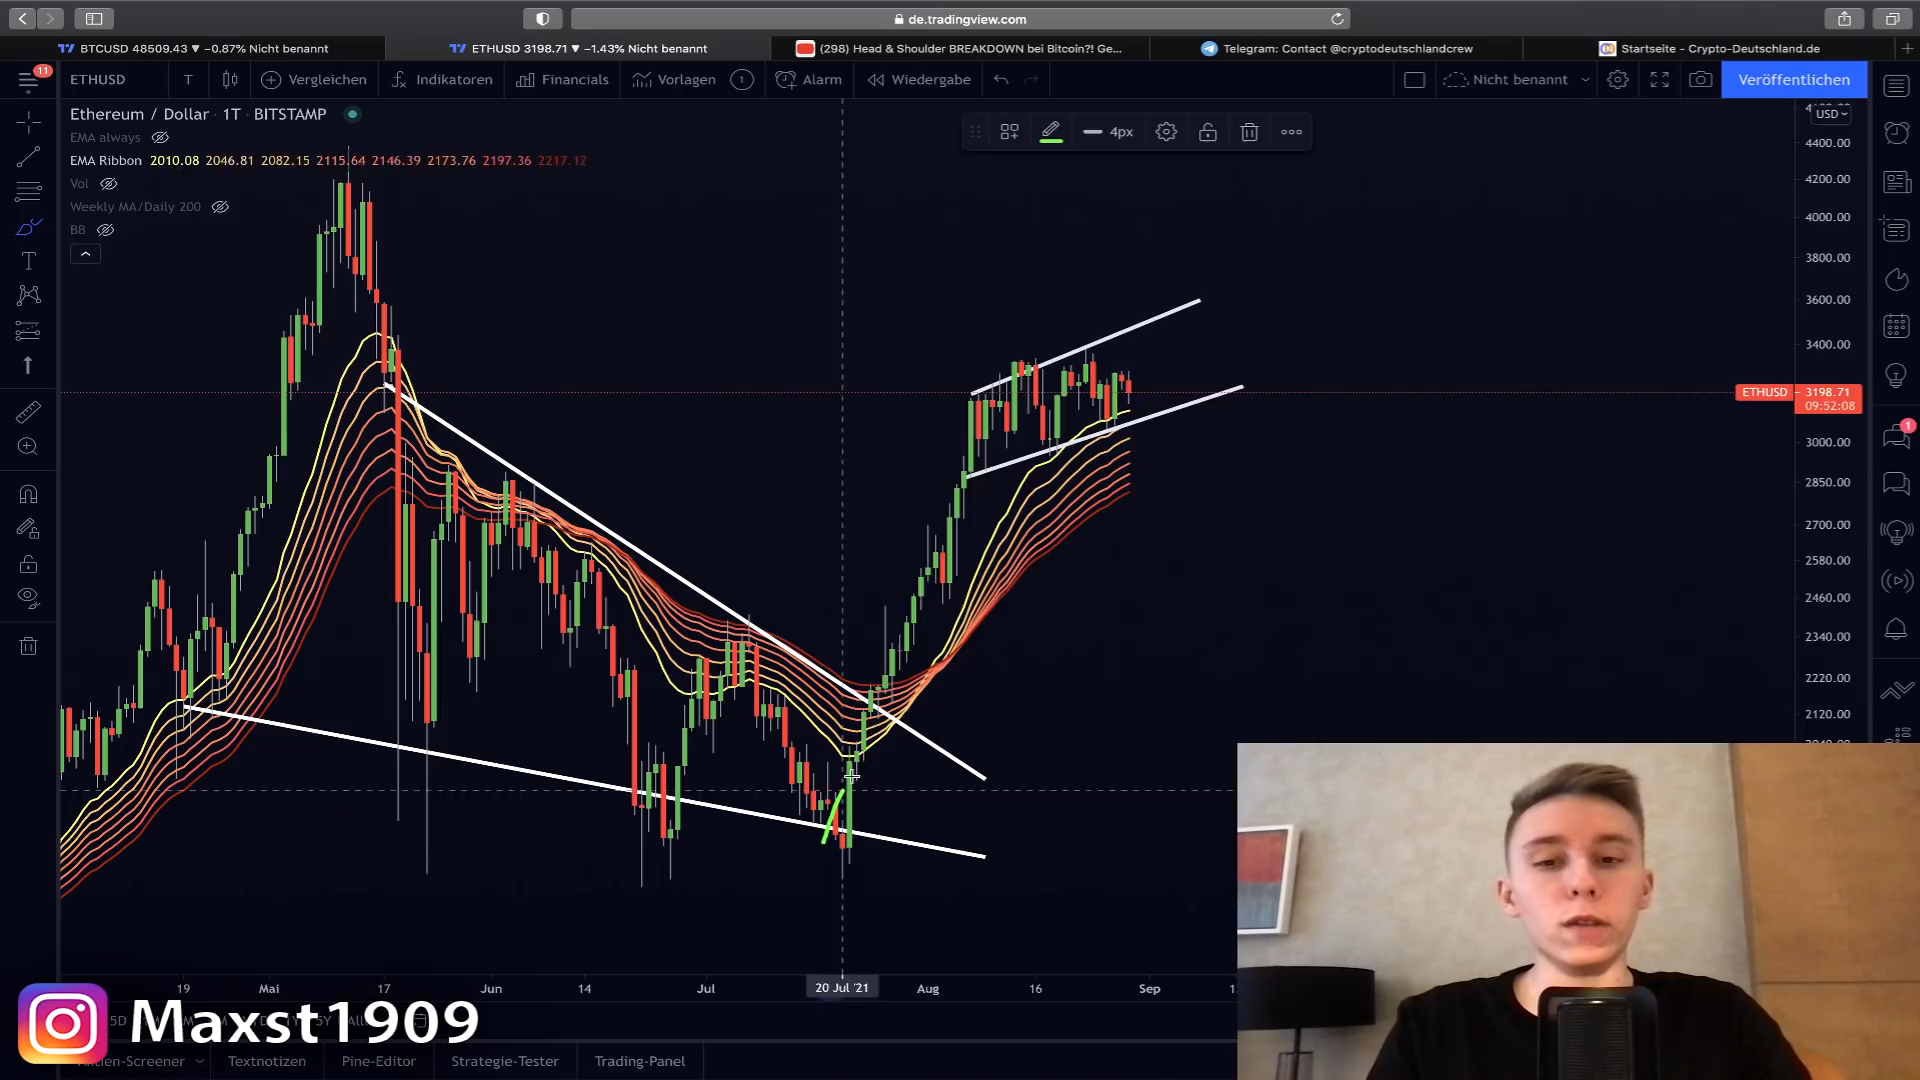 de.tradingview.com
BTCUSD 48509.43 ▼ −0.87% Nicht benannt
ETHUSD 3198.71 ▼ −1.43% Nicht benannt
(298) Head & Shoulder BREAKDOWN bei Bitcoin?! Ge...
Telegram: Contact @cryptodeutschlandcrew
Startseite - Crypto-Deutschland.de
11
ETHUSD
T
Vergleichen
Indikatoren
Financials
Vorlagen
1
Alarm
Wiedergabe
Nicht benannt
Veröffentlichen
Ethereum / Dollar · 1T · BITSTAMP
USD
EMA always
4px
EMA Ribbon 2010.08 2046.81 2082.15 2115.64 2146.39 2173.76 2197.36 2217.12
Vol
Weekly MA/Daily 200
BB
4400.00
4200.00
4000.00
3800.00
3600.00
3400.00
ETHUSD 3198.71
09:52:08
1
3000.00
2850.00
2700.00
2580.00
2460.00
2340.00
2220.00
2120.00
19 Mai 17 Jun 14 Jul 20 Jul '21 Aug 16 Sep
5D
Maxst1909
Aktien-Screener
Textnotizen
Pine-Editor
Strategie-Tester
Trading-Panel